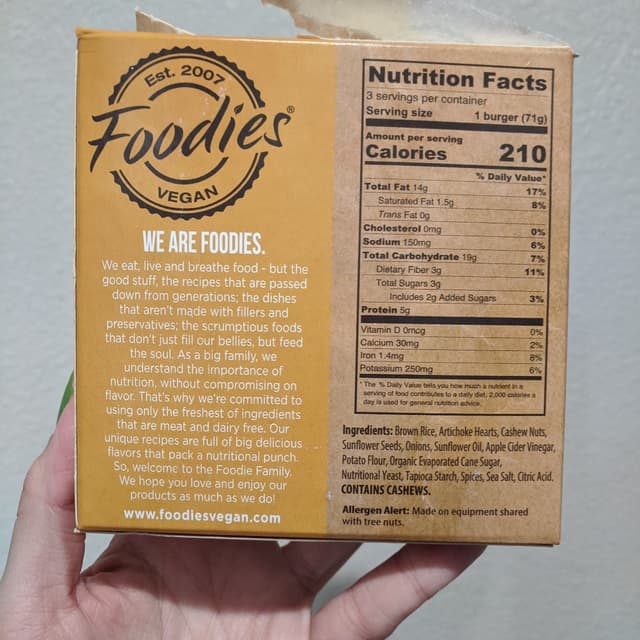 Est. 2007
Foodies®
VEGAN
WE ARE FOODIES.
We eat, live and breathe food - but the
good stuff, the recipes that are passed
down from generations; the dishes
that aren't made with fillers and
preservatives; the scrumptious foods
that don't just fill our bellies, but feed
the soul. As a big family, we
understand the importance of
nutrition, without compromising on
flavor. That's why we're committed to
using only the freshest of ingredients
that are meat and dairy free. Our
unique recipes are full of big delicious
flavors that pack a nutritional punch.
So, welcome to the Foodie Family.
We hope you love and enjoy our
products as much as we do!
www.foodiesvegan.com
Nutrition Facts
3 servings per container
Serving size 1 burger (71g)
Amount per serving
Calories 210
% Daily Value*
Total Fat 14g 17%
Saturated Fat 1.5g 8%
Trans Fat 0g
Cholesterol 0mg 0%
Sodium 150mg 6%
Total Carbohydrate 19g 7%
Dietary Fiber 3g 11%
Total Sugars 3g
Includes 2g Added Sugars 3%
Protein 5g
Vitamin D 0mcg 0%
Calcium 30mg 2%
Iron 1.4mg 8%
Potassium 250mg 6%
* The % Daily Value tells you how much a nutrient in a
serving of food contributes to a daily diet. 2,000 calories a
day is used for general nutrition advice.
Ingredients: Brown Rice, Artichoke Hearts, Cashew Nuts,
Sunflower Seeds, Onions, Sunflower Oil, Apple Cider Vinegar,
Potato Flour, Organic Evaporated Cane Sugar,
Nutritional Yeast, Tapioca Starch, Spices, Sea Salt, Citric Acid.
CONTAINS CASHEWS.
Allergen Alert: Made on equipment shared
with tree nuts.